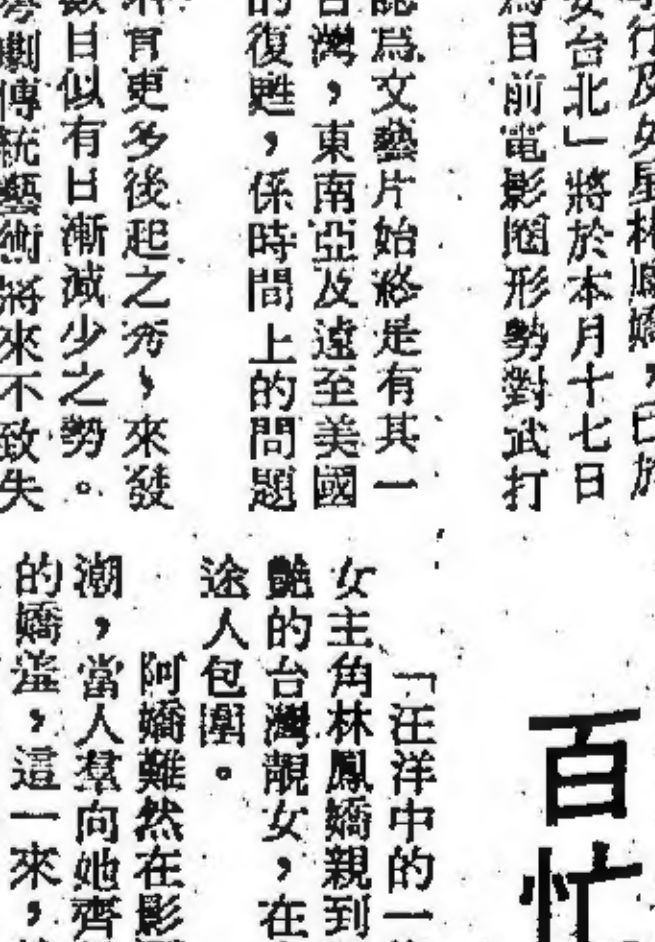 行及女星林鳳嬌，已於
安台北」將於本月十七日
爲目前電影圈形勢對武打
認爲文藝片始終是有其一
台灣，東南亞及遠至美國
的復甦，係時間上的問題
有更多後起之秀，來發
數目似有日漸減少之勢。
劃傳統藝術將來不致失
百忙
「汪洋中的一
女主角林鳳嬌親到
艶的台灣靚女，在
途人包圍。
阿嬌雖然在影
潮，當人羣向她齊
的嬌羞，這一來，